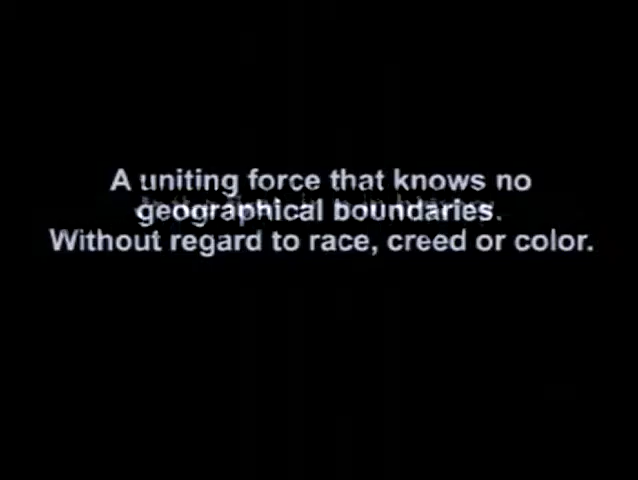 A uniting force that knows no
geographical boundaries.
Without regard to race, creed or color.